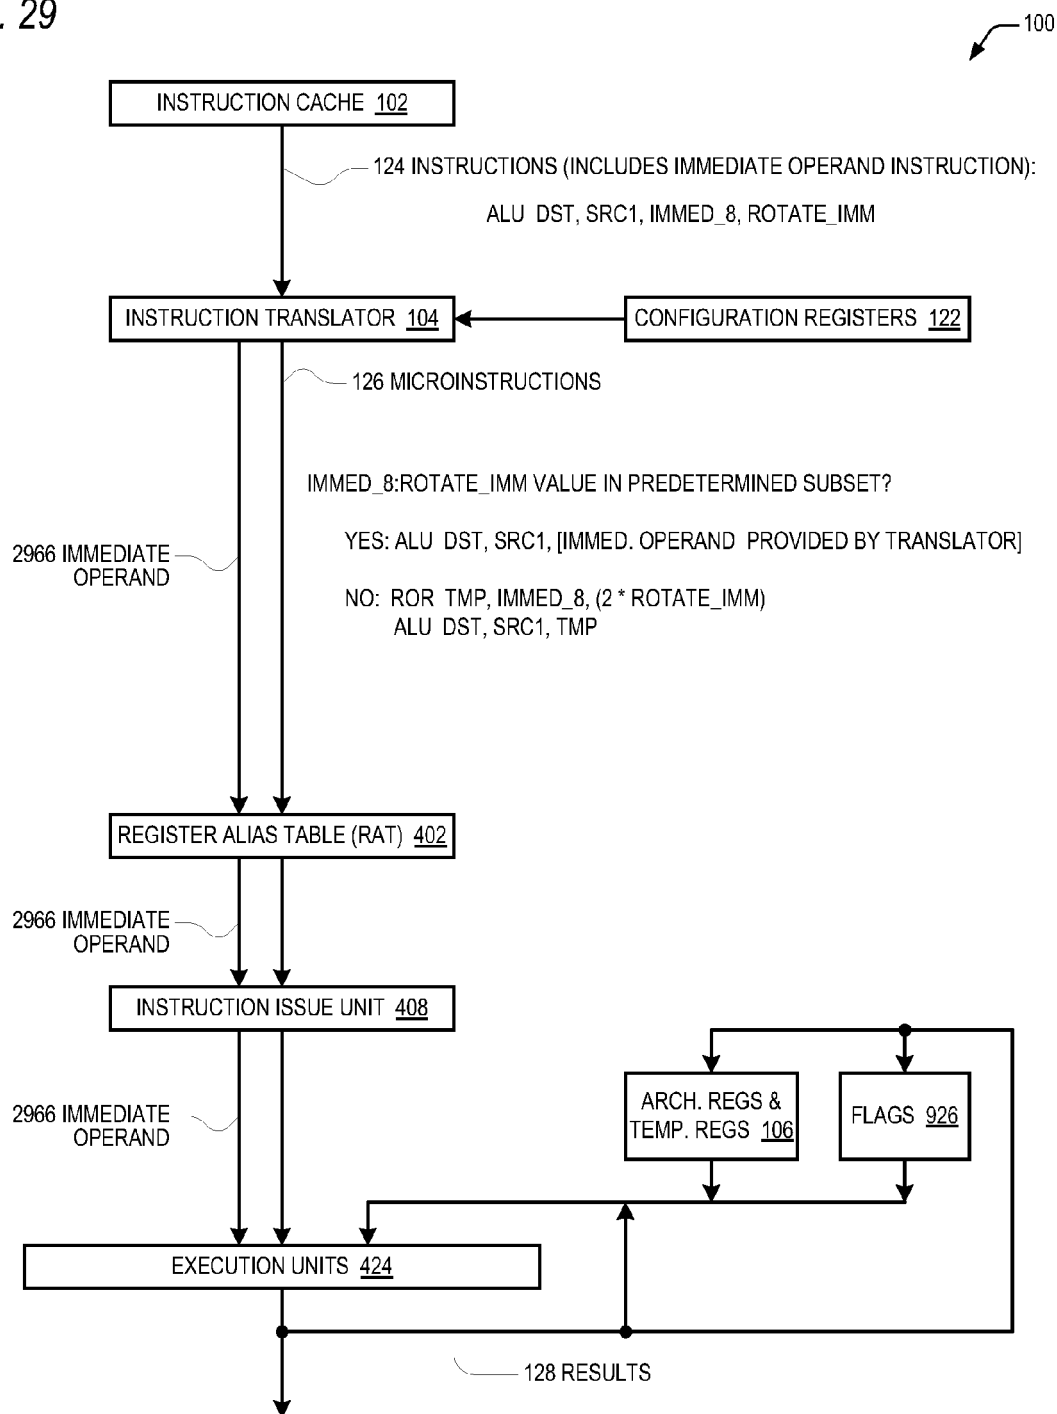 . 29
100
INSTRUCTION CACHE 102
124 INSTRUCTIONS (INCLUDES IMMEDIATE OPERAND INSTRUCTION):
ALU DST, SRC1, IMMED_8, ROTATE_IMM
INSTRUCTION TRANSLATOR 104
CONFIGURATION REGISTERS 122
126 MICROINSTRUCTIONS
IMMED_8:ROTATE_IMM VALUE IN PREDETERMINED SUBSET?
YES: ALU DST, SRC1, [IMMED. OPERAND PROVIDED BY TRANSLATOR]
2966 IMMEDIATE
OPERAND
NO: ROR TMP, IMMED_8, (2 * ROTATE_IMM)
ALU DST, SRC1, TMP
REGISTER ALIAS TABLE (RAT) 402
2966 IMMEDIATE
OPERAND
INSTRUCTION ISSUE UNIT 408
2966 IMMEDIATE
OPERAND
ARCH. REGS &
TEMP. REGS 106
FLAGS 926
EXECUTION UNITS 424
128 RESULTS